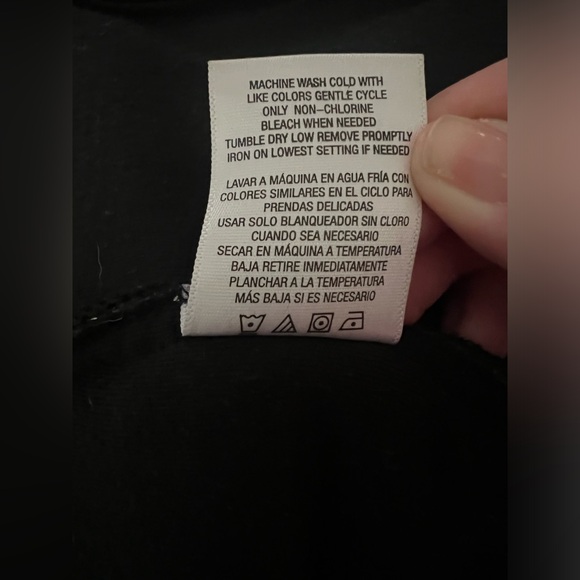 MACHINE WASH COLD WITH
LIKE COLORS GENTLE CYCLE
ONLY NON-CHLORINE
BLEACH WHEN NEEDED
TUMBLE DRY LOW REMOVE PROMPTLY
IRON ON LOWEST SETTING IF NEEDED
LAVAR A MÁQUINA EN AGUA FRÍA CON
COLORES SIMILARES EN EL CICLO PARA
PRENDAS DELICADAS
USAR SOLO BLANQUEADOR SIN CLORO
CUANDO SEA NECESARIO
SECAR EN MÁQUINA A TEMPERATURA
BAJA RETIRE INMEDIATAMENTE
PLANCHAR A LA TEMPERATURA
MÁS BAJA SI ES NECESARIO